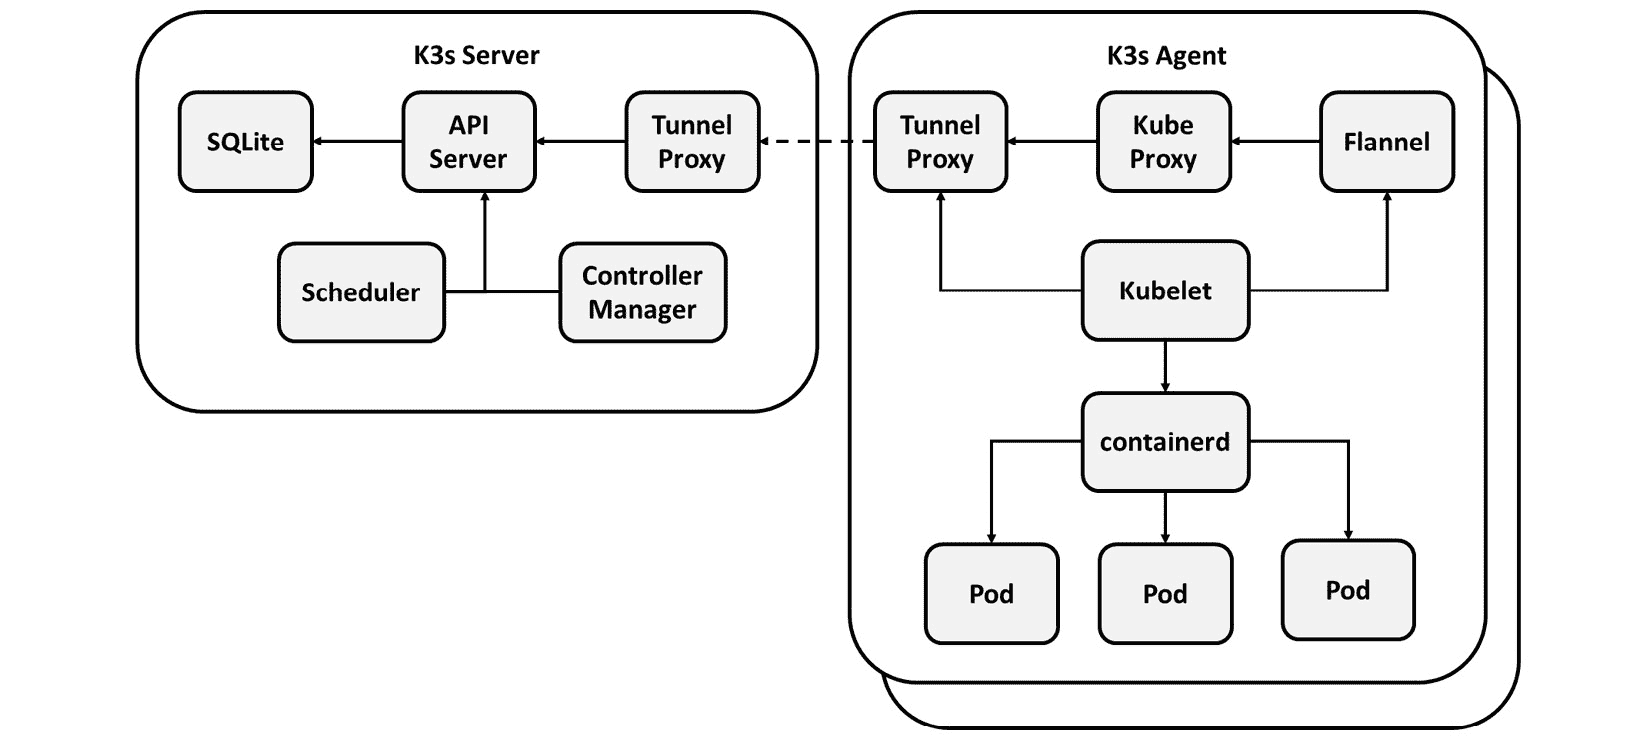 K3s Server
SQLite
API
Server
Tunnel
Proxy
Scheduler
Controller
Manager
K3s Agent
Tunnel
Proxy
Kube
Proxy
Flannel
Kubelet
containerd
Pod
Pod
Pod